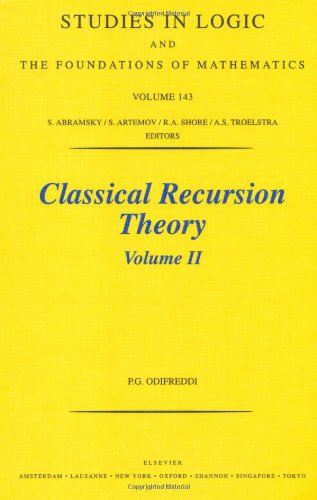 STUDIES IN LOGIC
AND
THE FOUNDATIONS OF MATHEMATICS
VOLUME 143
S. ABRAMSKY / S. ARTEMOV / R.A. SHORE / A.S. TROELSTRA
EDITORS
Classical Recursion
Theory
Volume II
P.G. ODIFREDDI
ELSEVIER
AMSTERDAM - LAUSANNE - NEW YORK - OXFORD - SHANNON - SINGAPORE - TOKYO